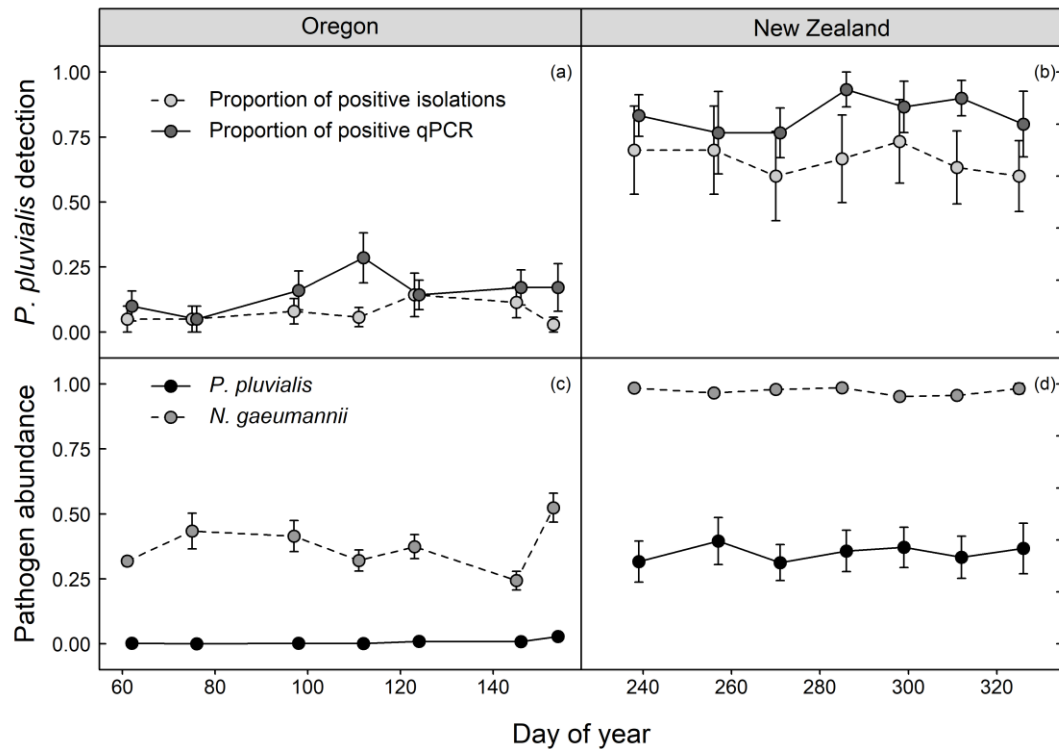 Oregon
New Zealand
P. pluvialis detection
1.00
0.75
0.50
0.25
0.00
(a)
Proportion of positive isolations
Proportion of positive qPCR
(b)
Pathogen abundance
1.00
0.75
0.50
0.25
0.00
(c)
P. pluvialis
N. gaeumannii
(d)
60 80 100 120 140
240 260 280 300 320
Day of year